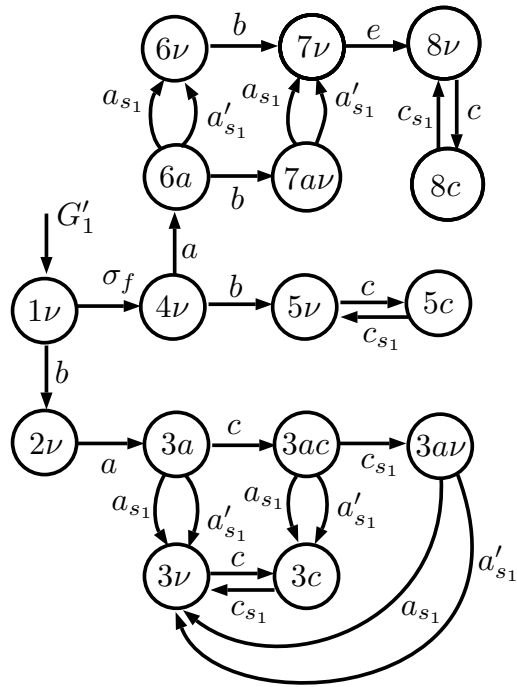 b
e
6ν
7ν
8ν
a_{s_1}
a'_{s_1}
a_{s_1}
a'_{s_1}
c_{s_1}
c
6a
b
7aν
8c
G'_1
a
σ_f
b
c
1ν
4ν
5ν
5c
c_{s_1}
b
2ν
a
3a
c
3ac
c_{s_1}
3aν
a_{s_1}
a'_{s_1}
a_{s_1}
a'_{s_1}
3ν
c
3c
c_{s_1}
a_{s_1}
a'_{s_1}